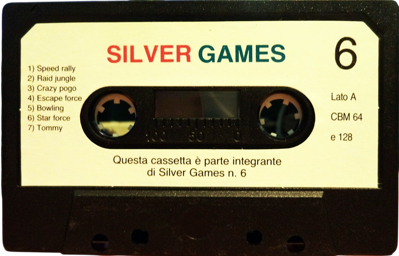 SILVER GAMES
6
1) Speed rally
2) Raid jungle
3) Crazy pogo
4) Escape force
5) Bowling
6) Star force
7) Tommy
Lato A
CBM 64
e 128
100 50 0
Questa cassetta è parte integrante
di Silver Games n. 6